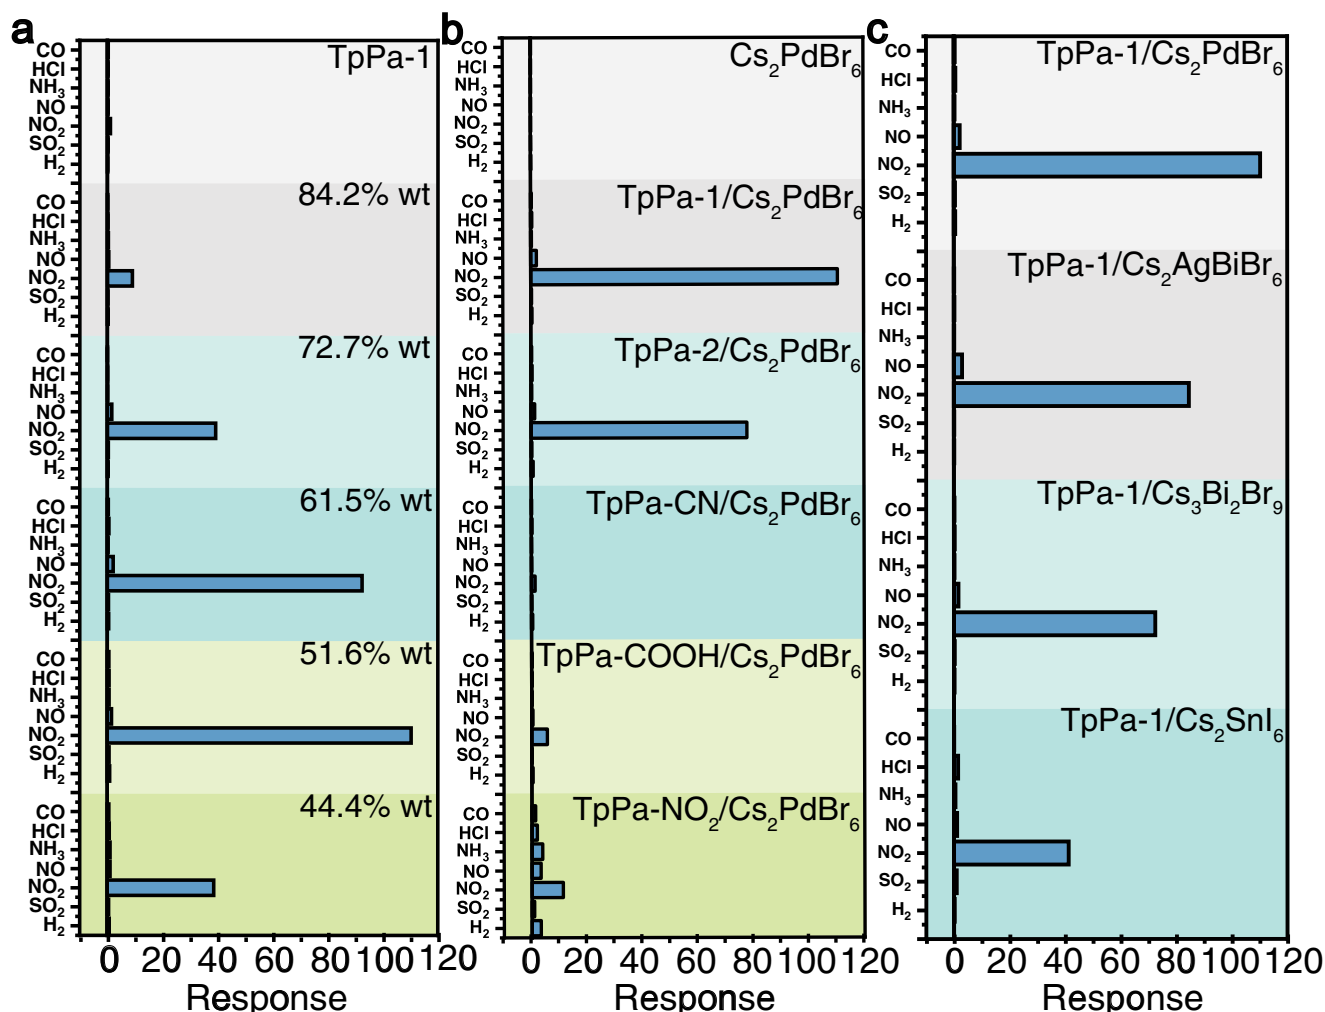 a
TpPa-1
CO
HCl
NH₃
NO
NO₂
SO₂
H₂
84.2% wt
CO
HCl
NH₃
NO
NO₂
SO₂
H₂
72.7% wt
CO
HCl
NH₃
NO
NO₂
SO₂
H₂
61.5% wt
CO
HCl
NH₃
NO
NO₂
SO₂
H₂
51.6% wt
CO
HCl
NH₃
NO
NO₂
SO₂
H₂
44.4% wt
CO
HCl
NH₃
NO
NO₂
SO₂
H₂
0 20 40 60 80 100 120
Response
b
Cs₂PdBr₆
CO
HCl
NH₃
NO
NO₂
SO₂
H₂
TpPa-1/Cs₂PdBr₆
CO
HCl
NH₃
NO
NO₂
SO₂
H₂
TpPa-2/Cs₂PdBr₆
CO
HCl
NH₃
NO
NO₂
SO₂
H₂
TpPa-CN/Cs₂PdBr₆
CO
HCl
NH₃
NO
NO₂
SO₂
H₂
TpPa-COOH/Cs₂PdBr₆
CO
HCl
NH₃
NO
NO₂
SO₂
H₂
TpPa-NO₂/Cs₂PdBr₆
CO
HCl
NH₃
NO
NO₂
SO₂
H₂
0 20 40 60 80 100 120
Response
c
TpPa-1/Cs₂PdBr₆
CO
HCl
NH₃
NO
NO₂
SO₂
H₂
TpPa-1/Cs₂AgBiBr₆
CO
HCl
NH₃
NO
NO₂
SO₂
H₂
TpPa-1/Cs₃Bi₂Br₉
CO
HCl
NH₃
NO
NO₂
SO₂
H₂
TpPa-1/Cs₂SnI₆
CO
HCl
NH₃
NO
NO₂
SO₂
H₂
0 20 40 60 80 100 120
Response